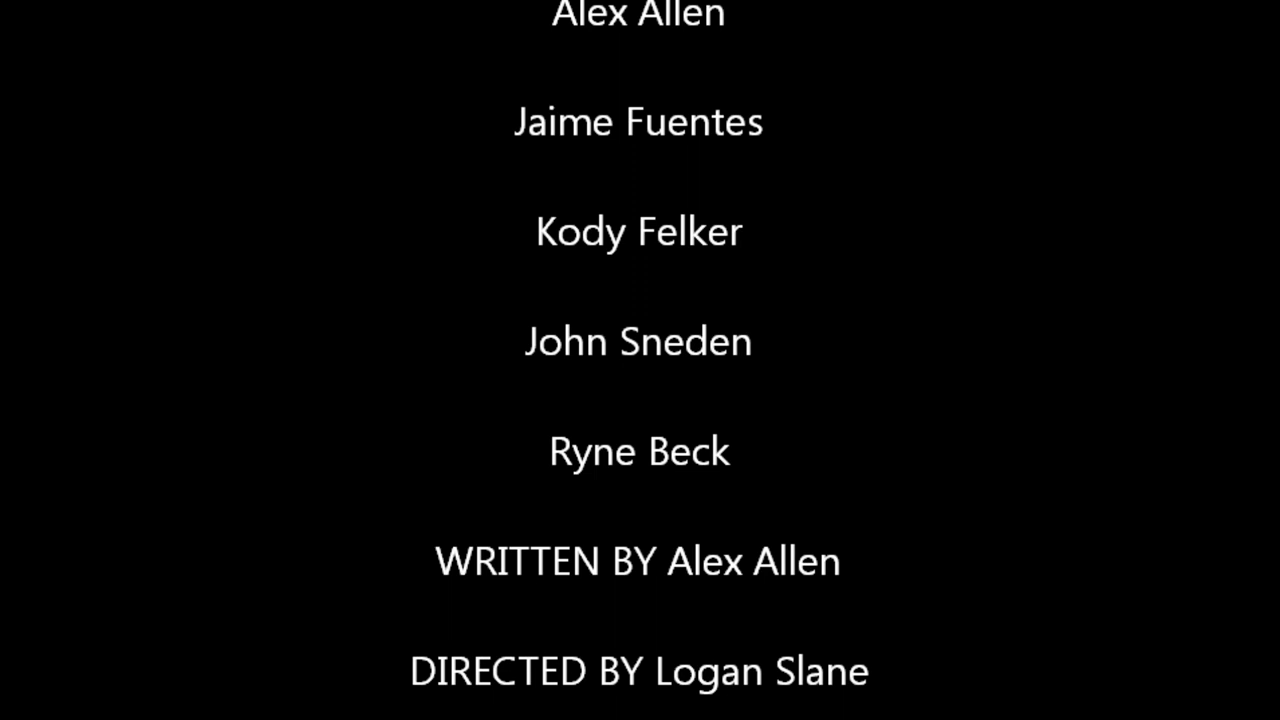 Alex Allen
Jaime Fuentes
Kody Felker
John Sneden
Ryne Beck
WRITTEN BY Alex Allen
DIRECTED BY Logan Slane